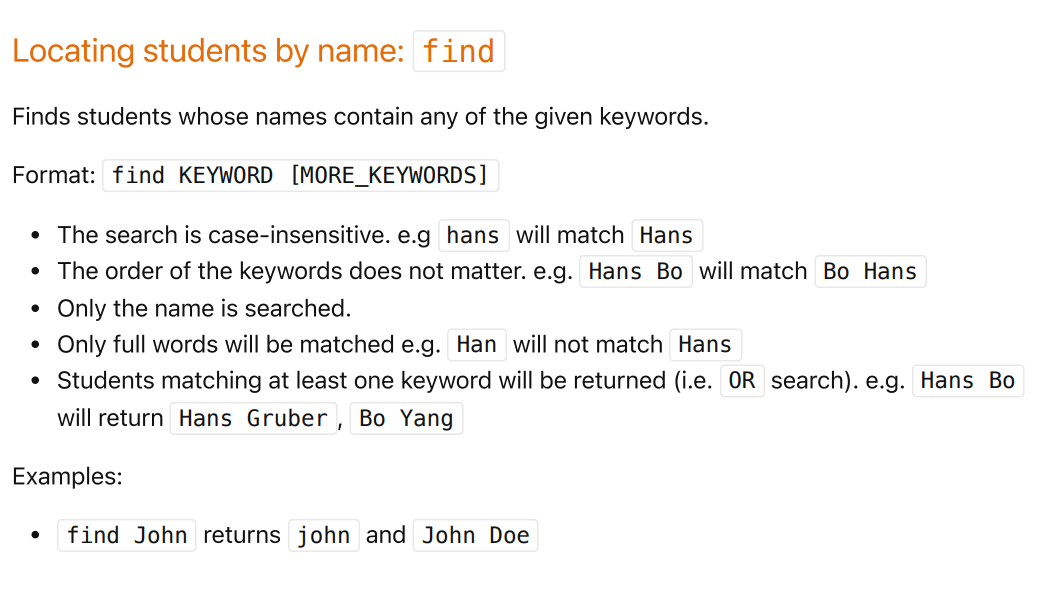 Locating students by name: find
Finds students whose names contain any of the given keywords.
Format: find KEYWORD [MORE_KEYWORDS]
• The search is case-insensitive. e.g hans will match Hans
• The order of the keywords does not matter. e.g. Hans Bo will match Bo Hans
• Only the name is searched.
• Only full words will be matched e.g. Han will not match Hans
• Students matching at least one keyword will be returned (i.e. OR search). e.g. Hans Bo
will return Hans Gruber, Bo Yang
Examples:
• find John returns john and John Doe